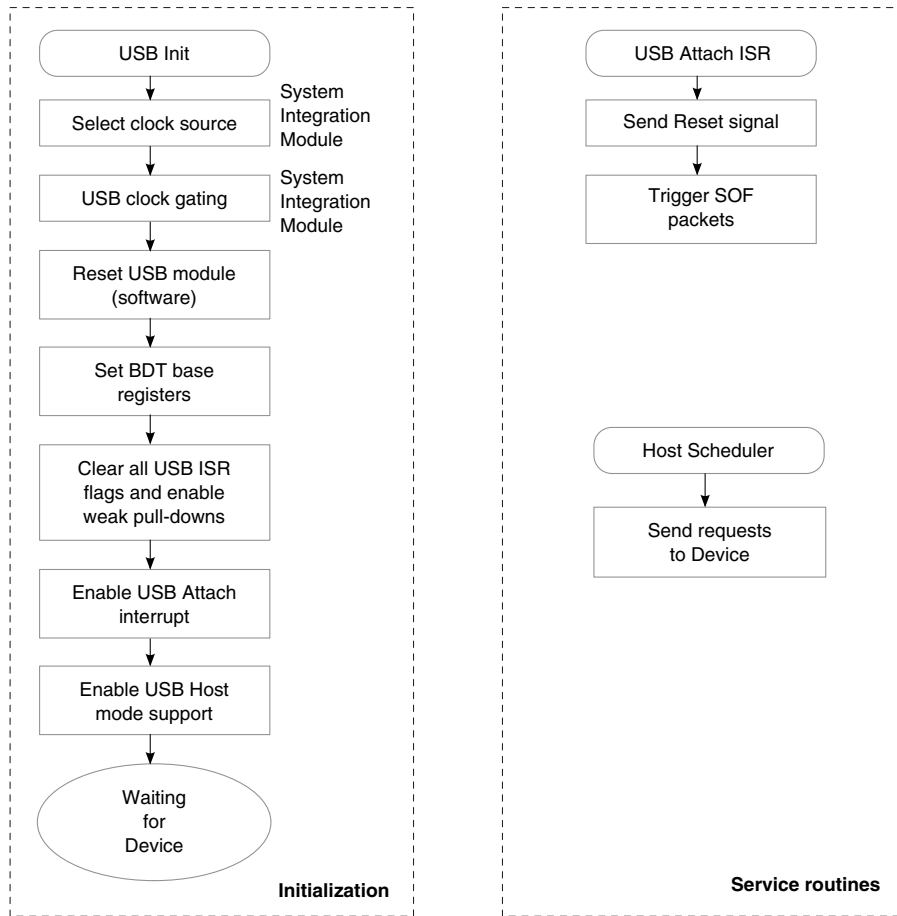 USB Init
Select clock source
System
Integration
Module
USB clock gating
System
Integration
Module
Reset USB module
(software)
Set BDT base
registers
Clear all USB ISR
flags and enable
weak pull-downs
Enable USB Attach
interrupt
Enable USB Host
mode support
Waiting
for
Device
Initialization
USB Attach ISR
Send Reset signal
Trigger SOF
packets
Host Scheduler
Send requests
to Device
Service routines